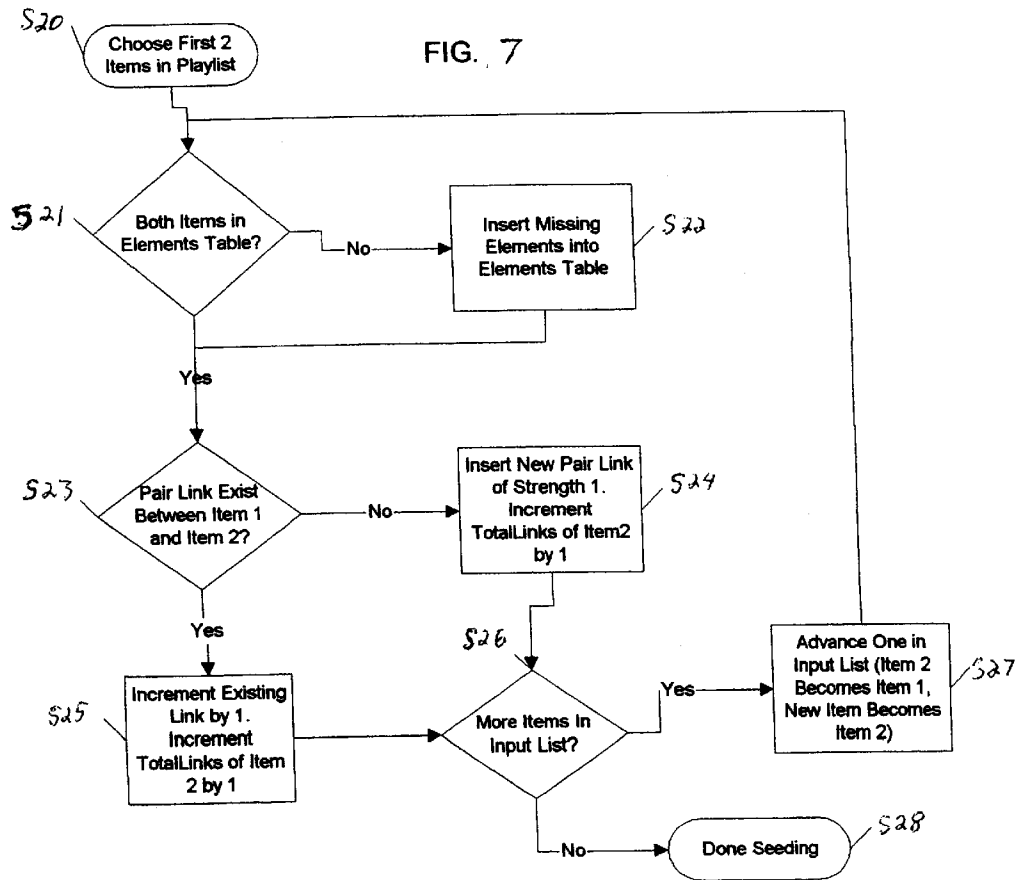 S20
Choose First 2
Items in Playlist
FIG. 7
S21
Both Items in
Elements Table?
No
Insert Missing
Elements into
Elements Table
S22
Yes
S23
Pair Link Exist
Between Item 1
and Item 2?
No
Insert New Pair Link
of Strength 1.
Increment
TotalLinks of Item2
by 1
S24
Yes
S25
Increment Existing
Link by 1.
Increment
TotalLinks of Item
2 by 1
S26
More Items In
Input List?
Yes
Advance One in
Input List (Item 2
Becomes Item 1,
New Item Becomes
Item 2)
S27
No
Done Seeding
S28